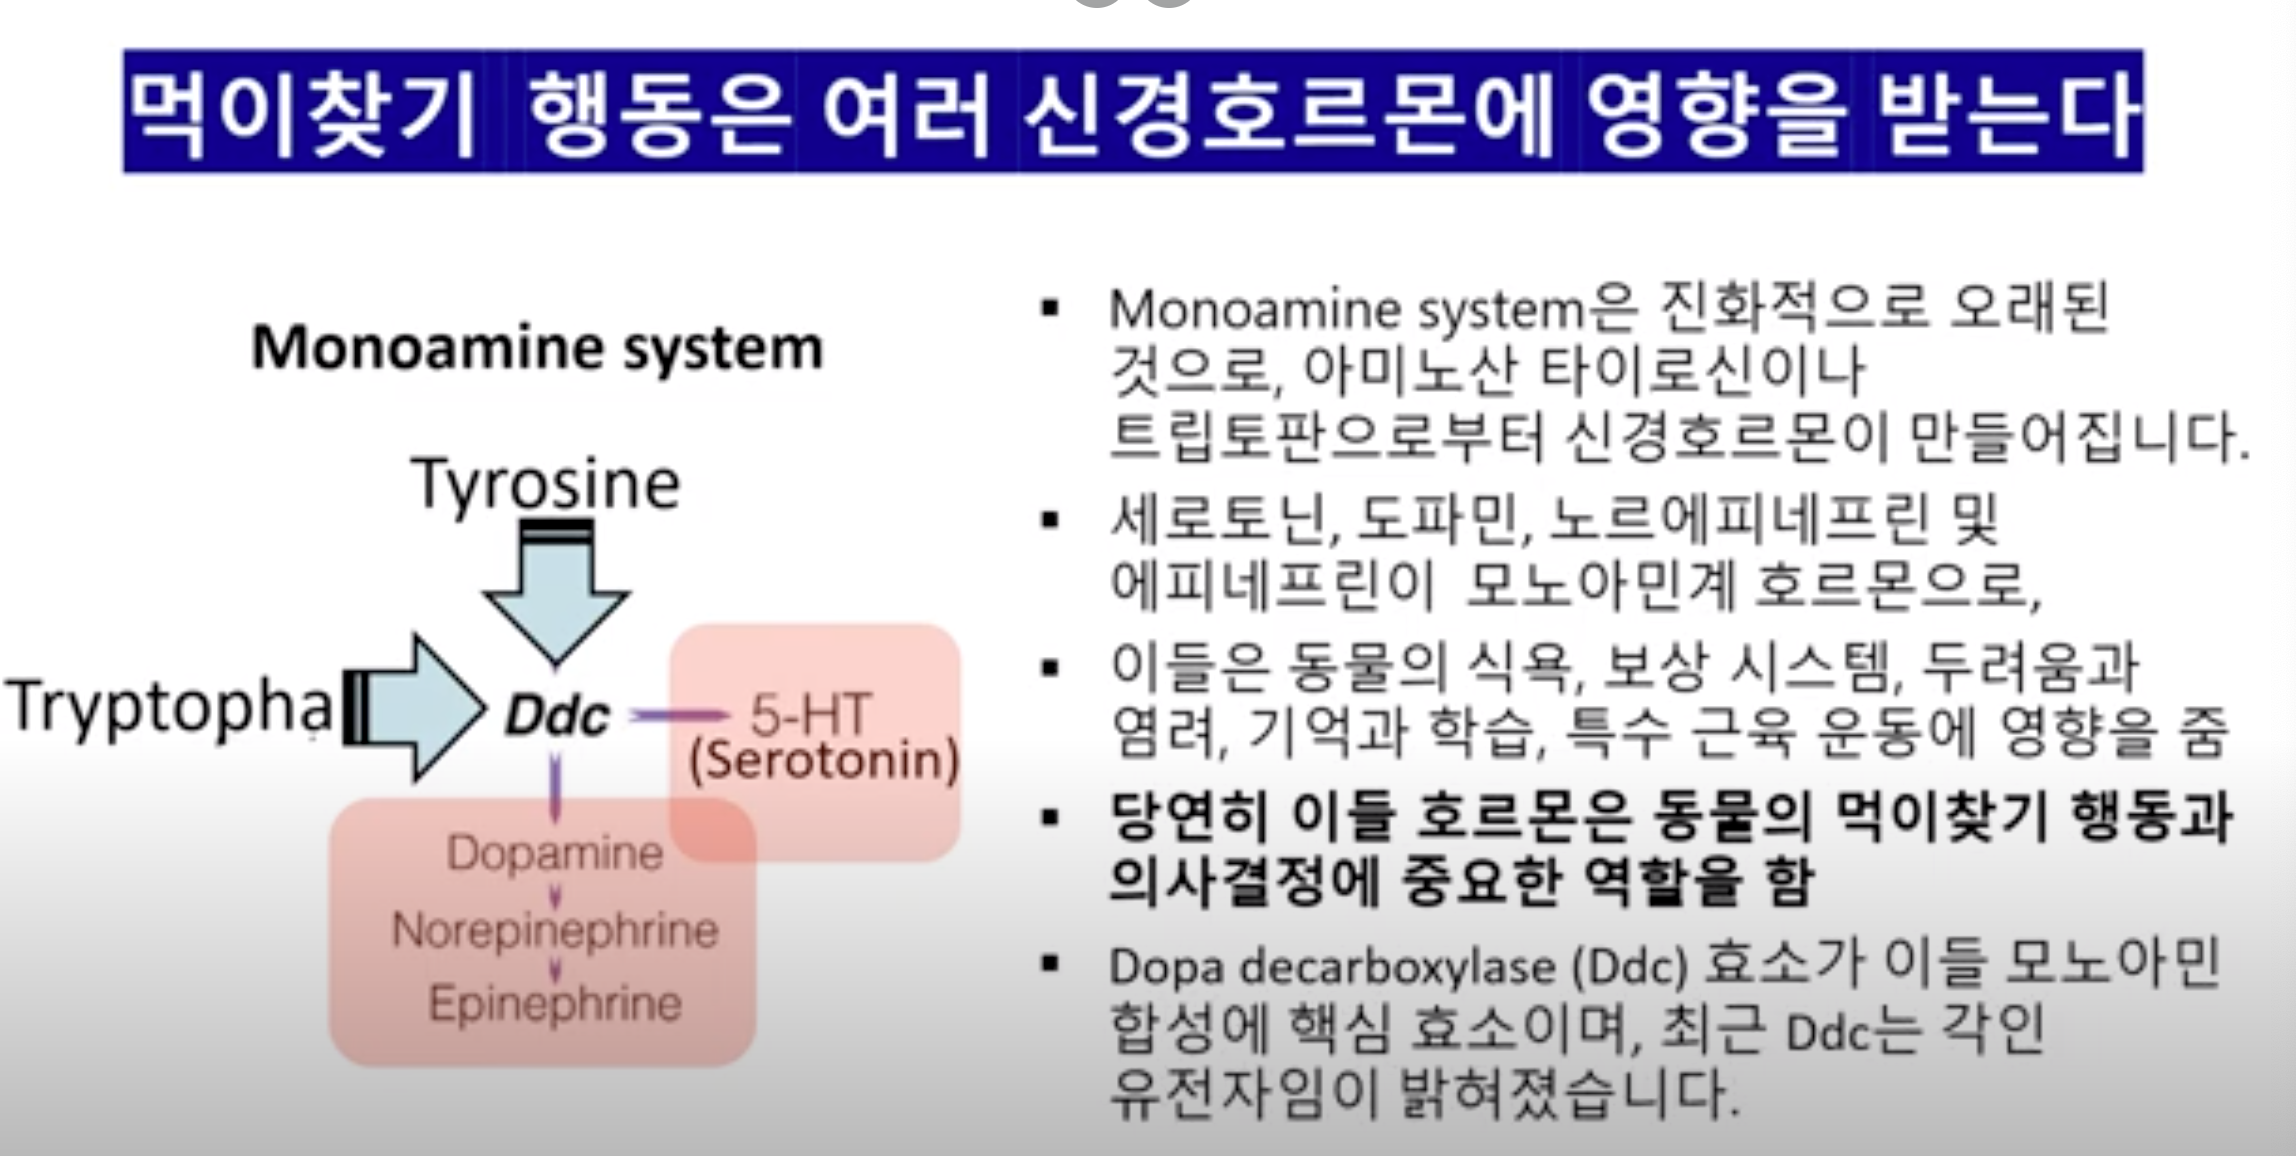 먹이찾기 행동은 여러 신경호르몬에 영향을 받는다
Monoamine system
Tyrosine
Tryptopha
Ddc
5-HT
(Serotonin)
Dopamine
Norepinephrine
Epinephrine
▪ Monoamine system은 진화적으로 오래된
것으로, 아미노산 타이로신이나
트립토판으로부터 신경호르몬이 만들어집니다.
▪ 세로토닌, 도파민, 노르에피네프린 및
에피네프린이 모노아민계 호르몬으로,
▪ 이들은 동물의 식욕, 보상 시스템, 두려움과
염려, 기억과 학습, 특수 근육 운동에 영향을 줌
▪ 당연히 이들 호르몬은 동물의 먹이찾기 행동과
의사결정에 중요한 역할을 함
▪ Dopa decarboxylase (Ddc) 효소가 이들 모노아민
합성에 핵심 효소이며, 최근 Ddc는 각인
유전자임이 밝혀졌습니다.